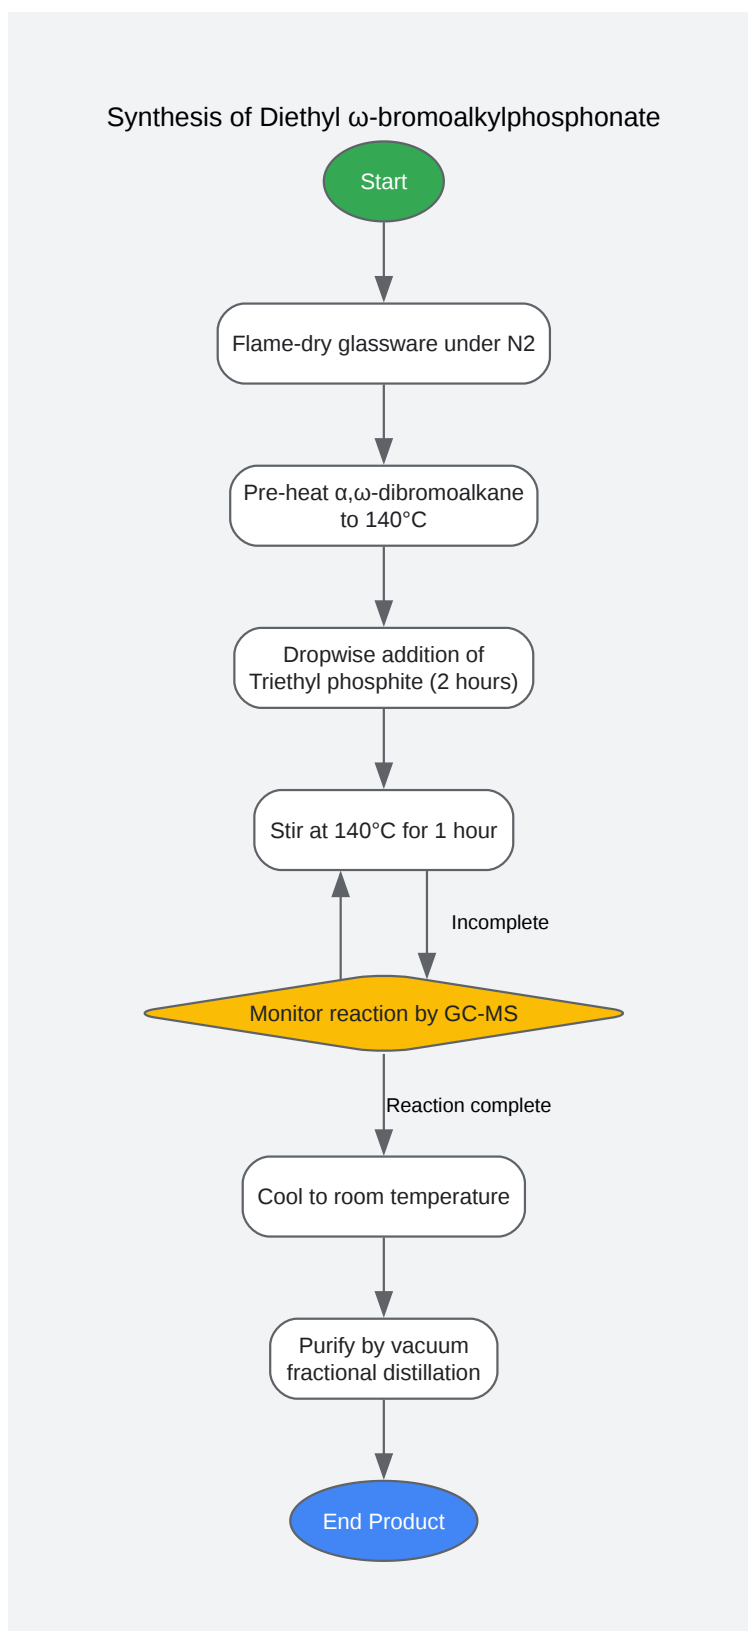 Synthesis of Diethyl ω-bromoalkylphosphonate
Start
Flame-dry glassware under N2
Pre-heat α,ω-dibromoalkane
to 140°C
Dropwise addition of
Triethyl phosphite (2 hours)
Stir at 140°C for 1 hour
Incomplete
Monitor reaction by GC-MS
Reaction complete
Cool to room temperature
Purify by vacuum
fractional distillation
End Product